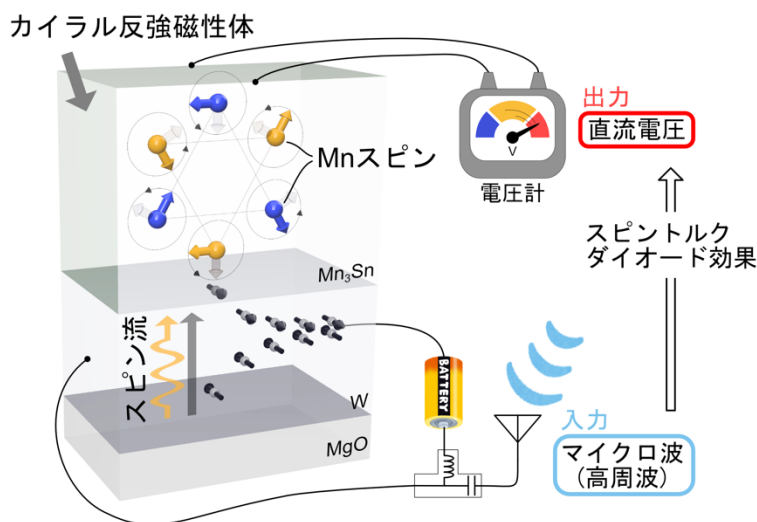 カイラル反強磁性体
Mnスピン
Mn₃Sn
スピン流
W
MgO
V
電圧計
出力
直流電圧
スピントルク
ダイオード効果
BATTERY
入力
マイクロ波
(高周波)